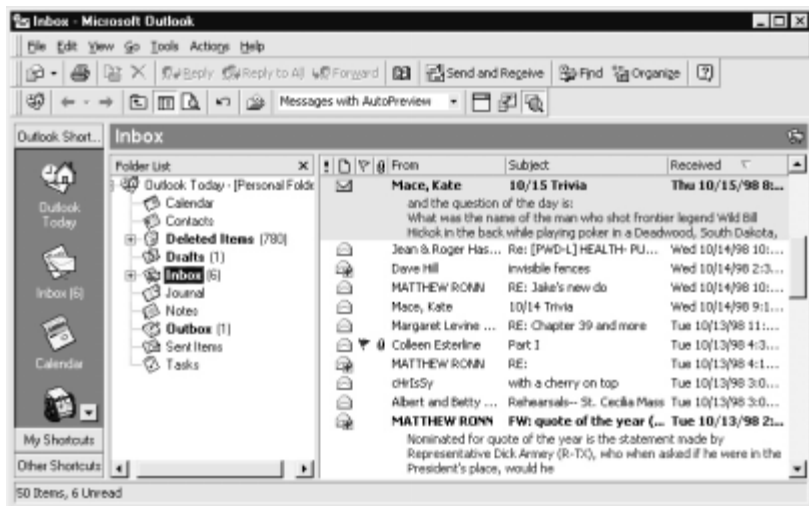 Inbox - Microsoft Outlook
File Edit View Go Tools Actions Help
Reply Reply to All Forward Send and Receive Find Organize
Messages with AutoPreview
Outlook Short... Inbox
Outlook Today
Inbox (6)
Calendar
My Shortcuts
Other Shortcuts
Folder List
Outlook Today - [Personal Folde
Calendar
Contacts
Deleted Items (780)
Drafts (1)
Inbox (6)
Journal
Notes
Outbox (1)
Sent Items
Tasks
! From Subject Received
Mace, Kate 10/15 Trivia Thu 10/15/98 8:...
and the question of the day is:
What was the name of the man who shot frontier legend Wild Bill
Hickok in the back while playing poker in a Deadwood, South Dakota,
Jean & Roger Has... Re: [PWD-L] HEALTH- PU... Wed 10/14/98 10:...
Dave Hill invisible fences Wed 10/14/98 2:3...
MATTHEW RONN RE: Jake's new do Wed 10/14/98 10:...
Mace, Kate 10/14 Trivia Wed 10/14/98 9:1...
Margaret Levine ... RE: Chapter 39 and more Tue 10/13/98 11:...
Colleen Esterline Part I Tue 10/13/98 4:3...
MATTHEW RONN RE: Tue 10/13/98 4:1...
cHrIsSy with a cherry on top Tue 10/13/98 3:0...
Albert and Betty ... Rehearsals-- St. Cecilia Mass Tue 10/13/98 3:0...
MATTHEW RONN FW: quote of the year (... Tue 10/13/98 2:...
Nominated for quote of the year is the statement made by
Representative Dick Armey (R-TX), who when asked if he were in the
President's place, would he
50 Items, 6 Unread